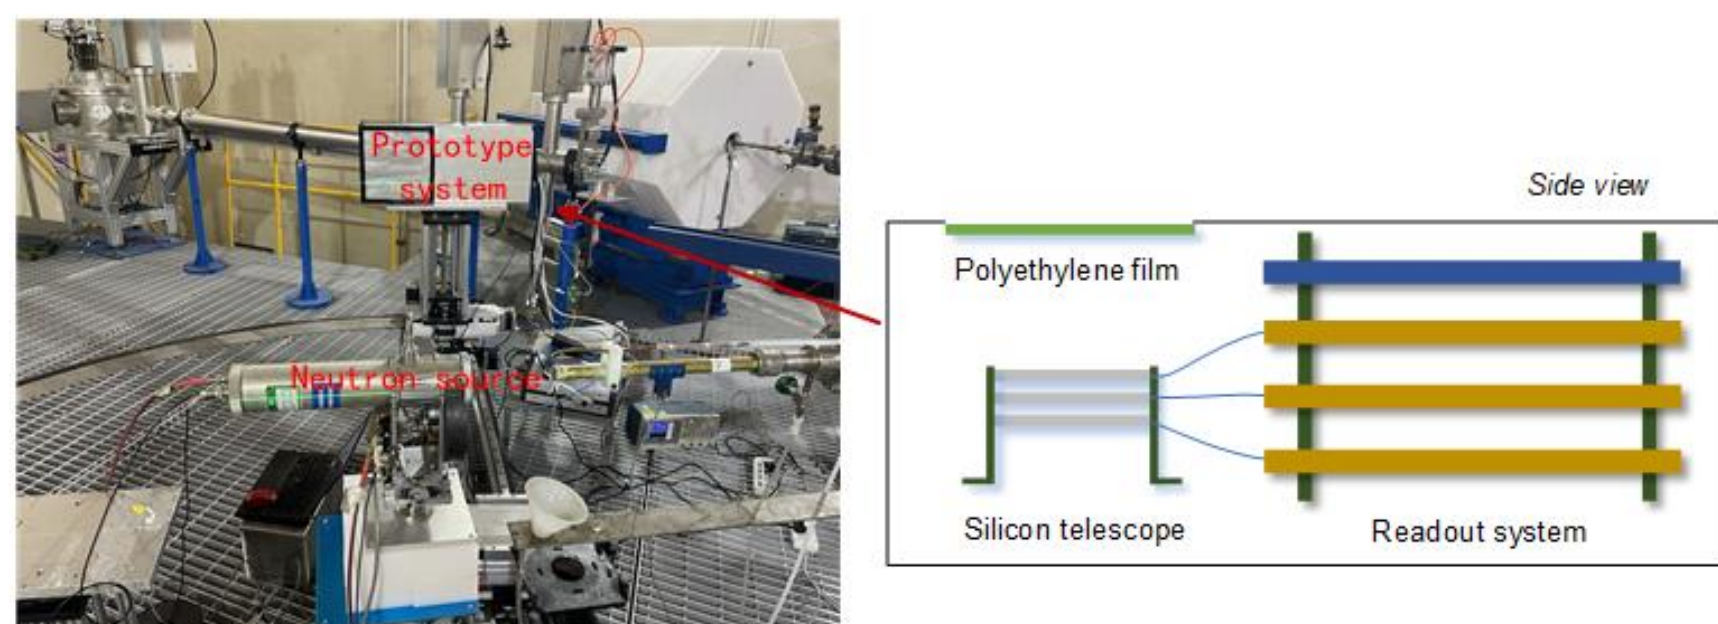 Prototype
system
Neutron source
Side view
Polyethylene film
Silicon telescope
Readout system